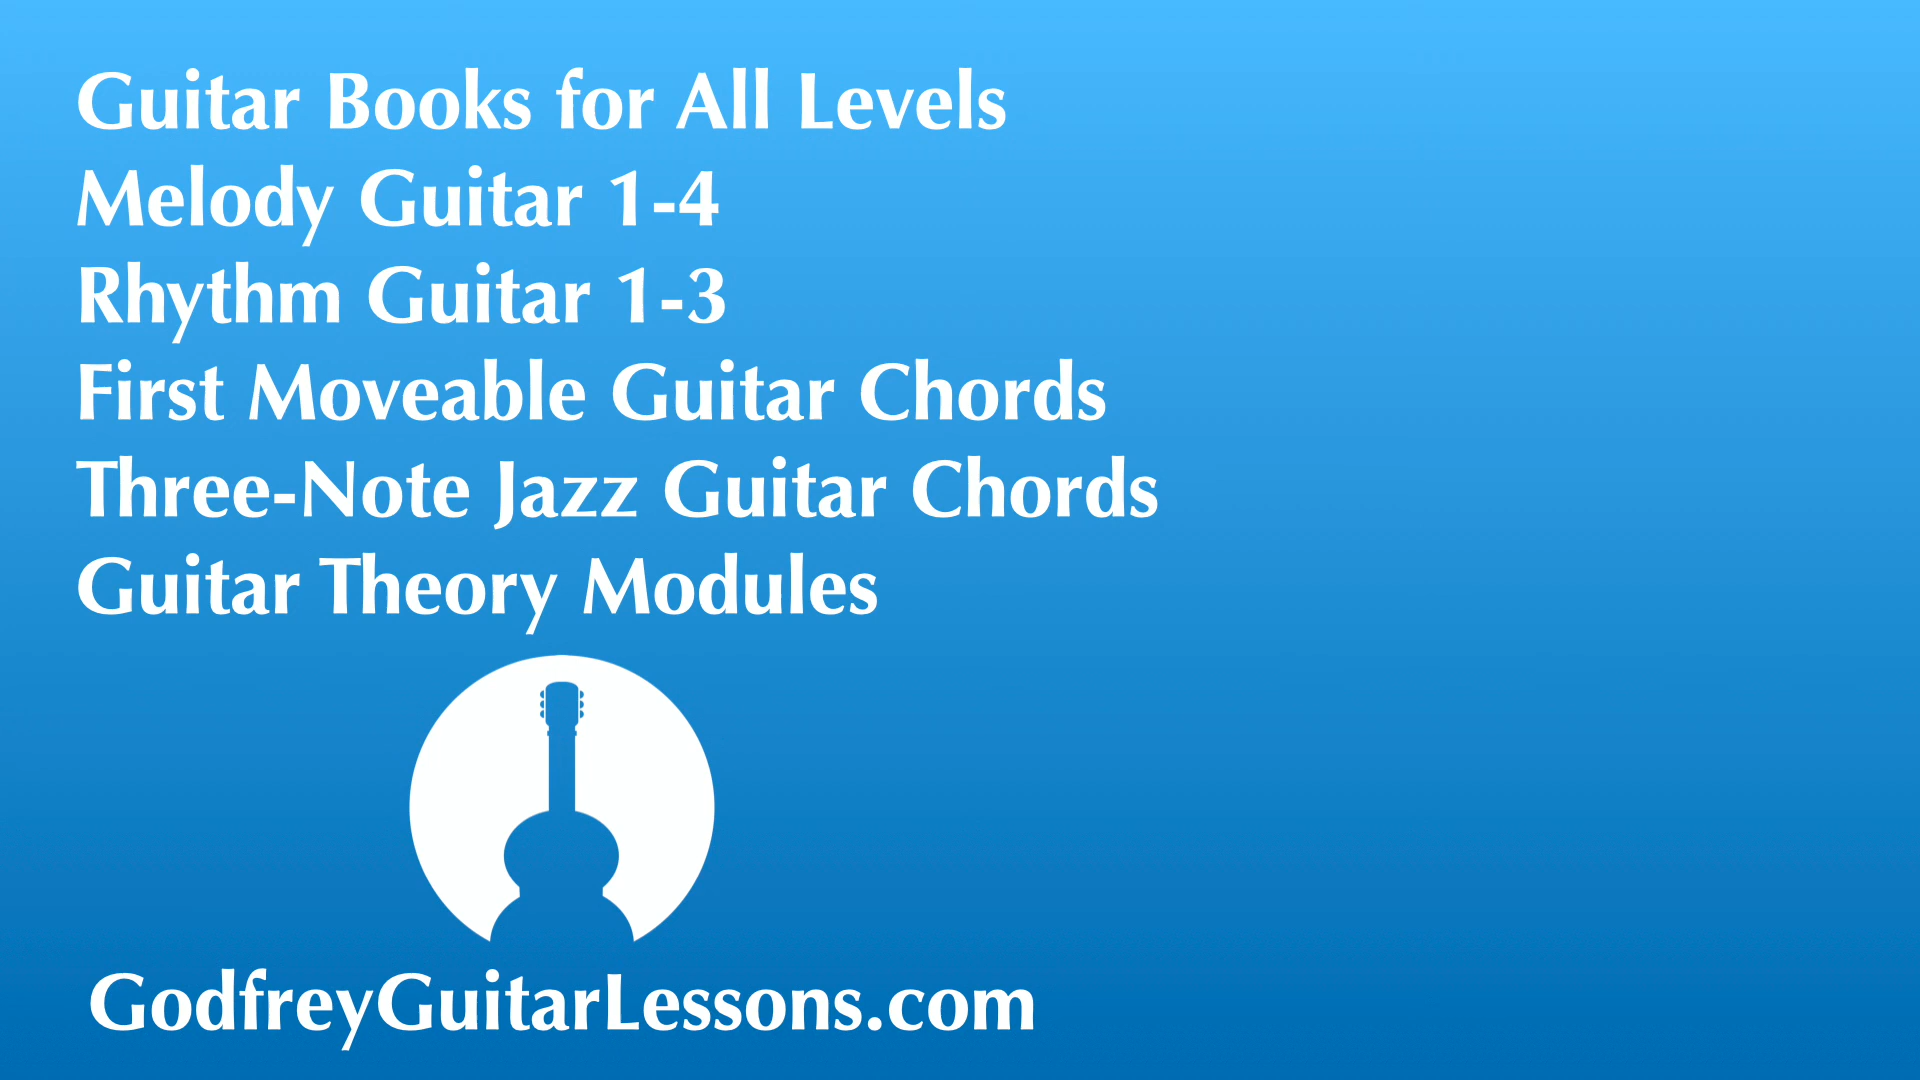 Guitar Books for All Levels
Melody Guitar 1-4
Rhythm Guitar 1-3
First Moveable Guitar Chords
Three-Note Jazz Guitar Chords
Guitar Theory Modules
GodfreyGuitarLessons.com